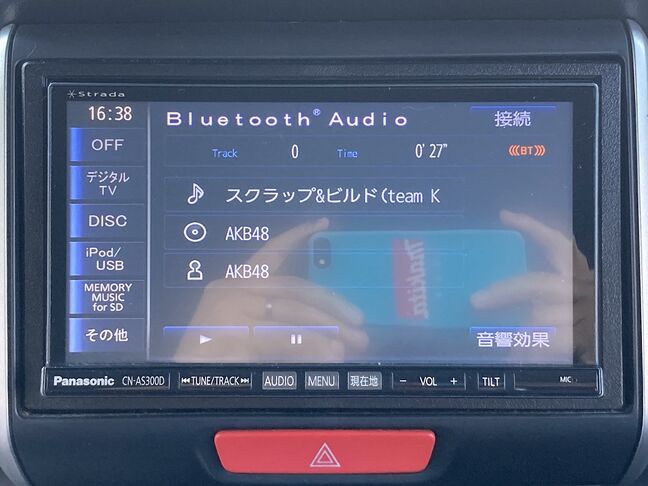 Strada
16:38
Bluetooth® Audio
接続
OFF
Track 0 Time 0'27"
BT
デジタル
TV
スクラップ&ビルド(team K
DISC
AKB48
iPod/
USB
AKB48
MEMORY
MUSIC
for SD
その他
音響効果
Panasonic CN-AS300D TUNE/TRACK AUDIO MENU 現在地 − VOL + TILT MIC
makita